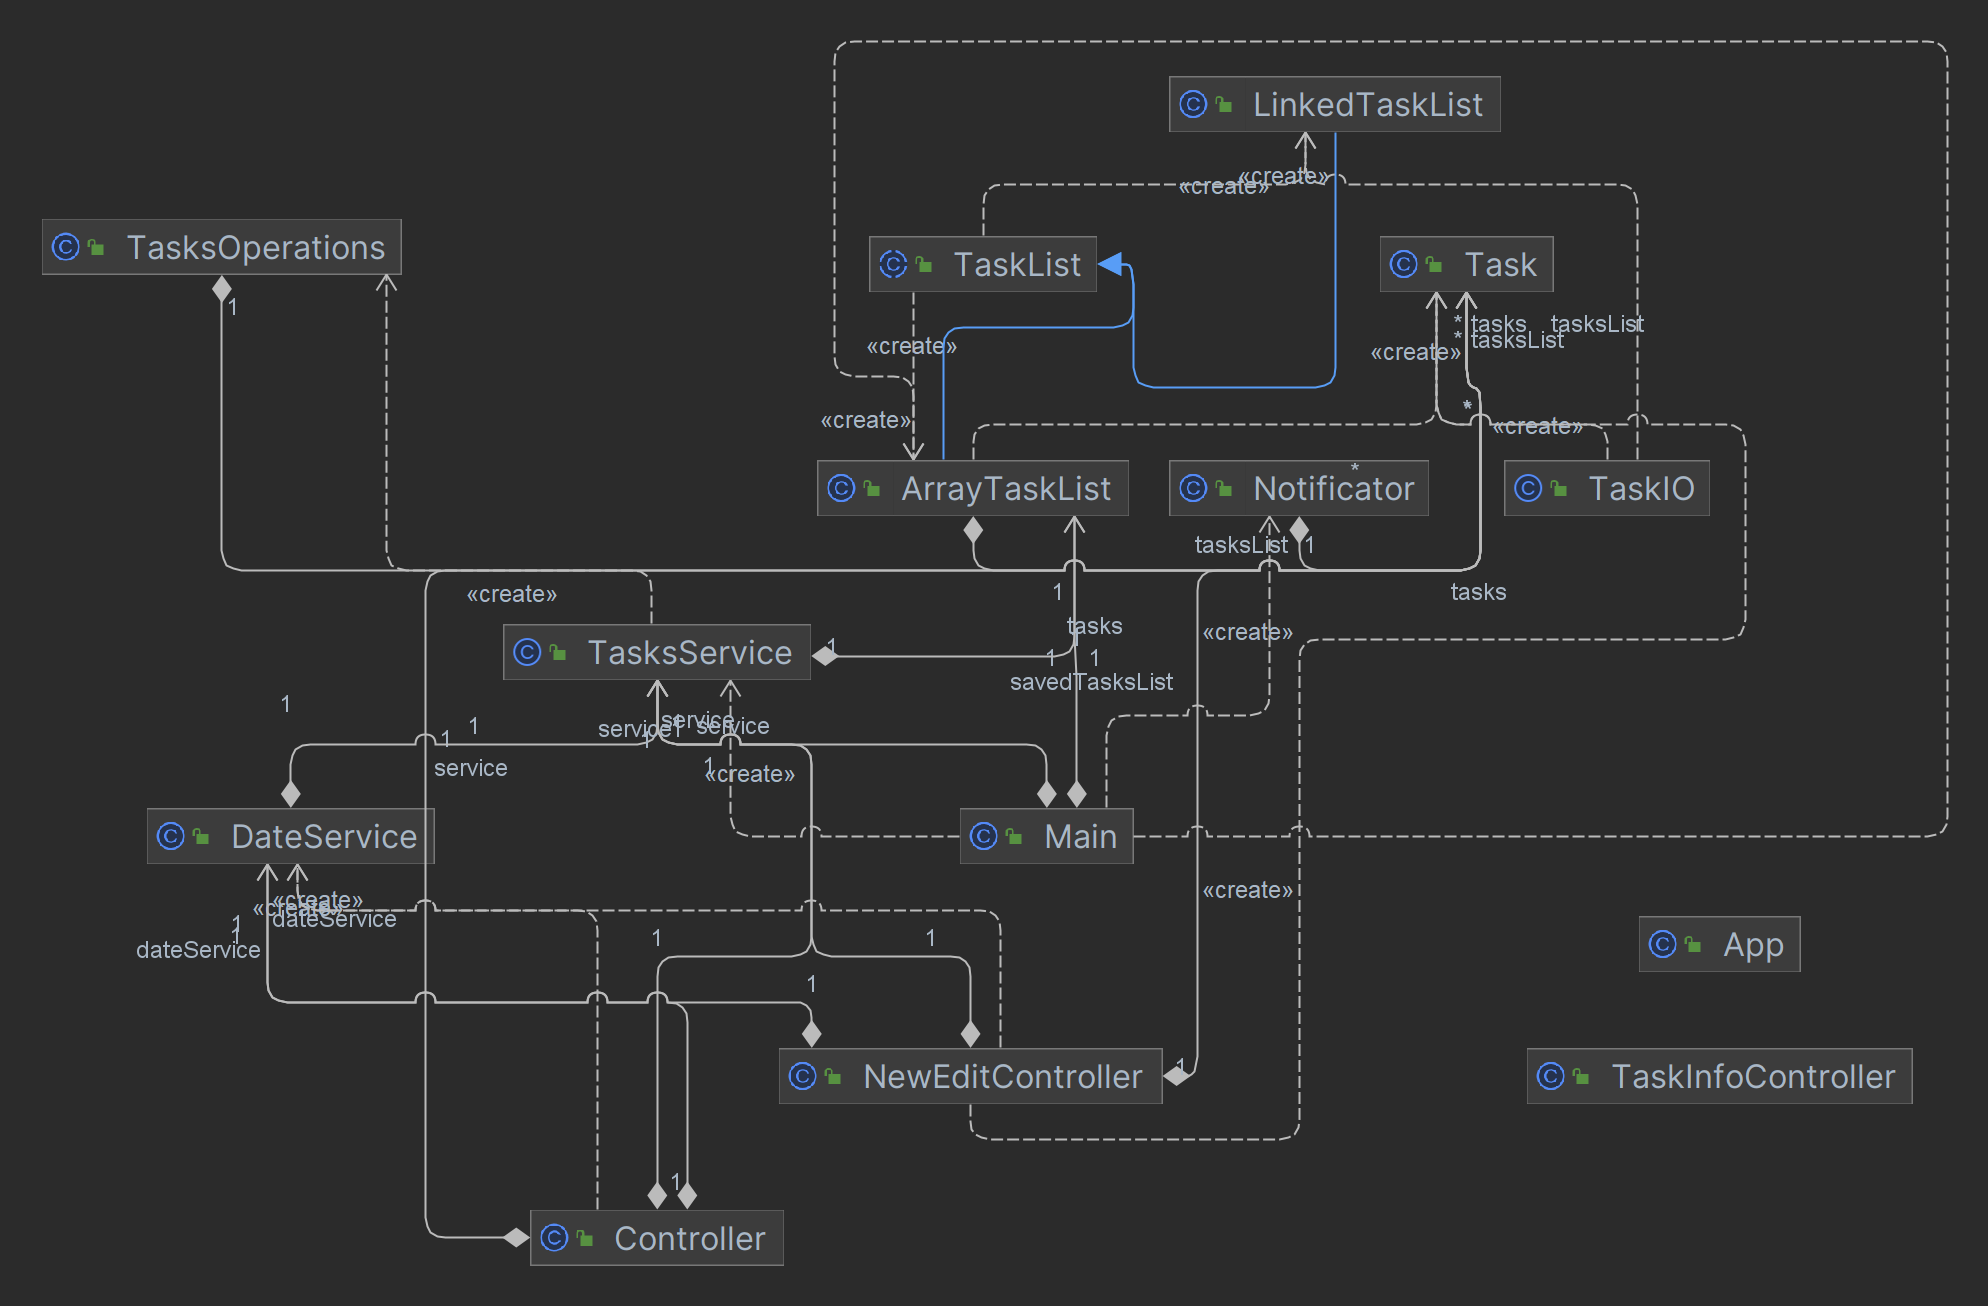 LinkedTaskList
«create»
«create»
TasksOperations
1
TaskList
Task
* tasks
tasksList
* tasksList
«create»
«create»
*
«create»
«create»
ArrayTaskList
Notificator
*
TaskIO
tasksList
1
«create»
1
tasks
tasks
«create»
TasksService
1
1
1
savedTasksList
1
1
service
service
service
1
1
1
service
1
«create»
DateService
Main
«create»
«create»
«create»
dateService
1
1
dateService
1
1
1
App
NewEditController
1
TaskInfoController
1
Controller